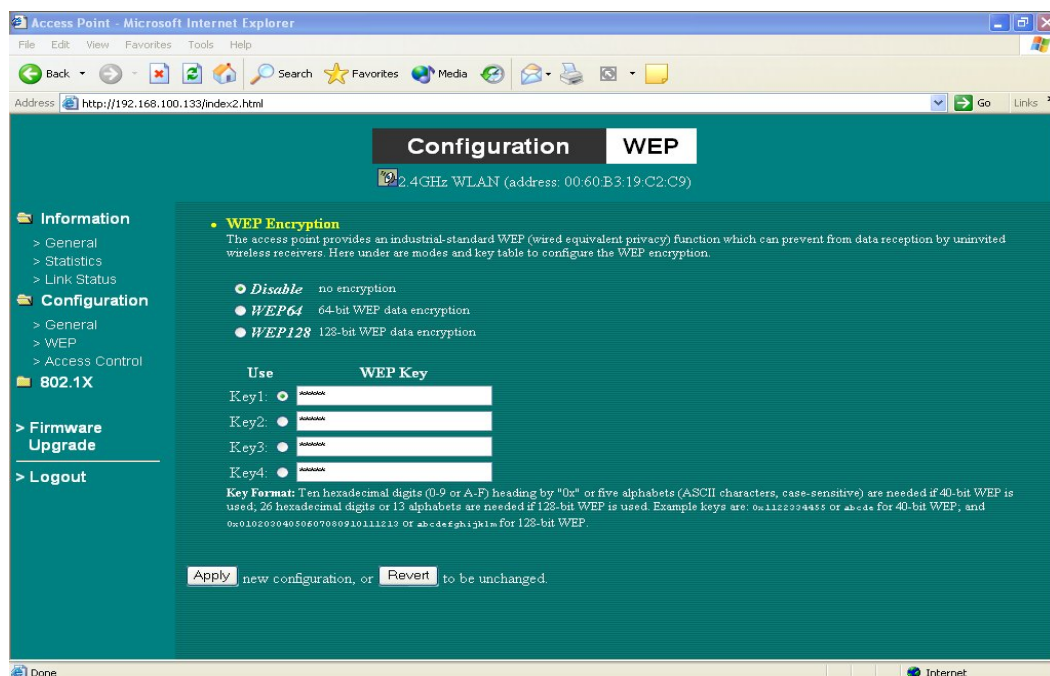 Access Point - Microsoft Internet Explorer
File Edit View Favorites Tools Help
Back Search Favorites Media
Address http://192.168.100.133/index2.html Go Links
Configuration WEP
2.4GHz WLAN (address: 00:60:B3:19:C2:C9)
Information
> General
> Statistics
> Link Status
Configuration
> General
> WEP
> Access Control
802.1X
> Firmware
Upgrade
> Logout
• WEP Encryption
The access point provides an industrial-standard WEP (wired equivalent privacy) function which can prevent from data reception by uninvited
wireless receivers. Here under are modes and key table to configure the WEP encryption.
Disable no encryption
WEP64 64-bit WEP data encryption
WEP128 128-bit WEP data encryption
Use WEP Key
Key1: ******
Key2: ******
Key3: ******
Key4: ******
Key Format: Ten hexadecimal digits (0-9 or A-F) heading by "0x" or five alphabets (ASCII characters, case-sensitive) are needed if 40-bit WEP is
used; 26 hexadecimal digits or 13 alphabets are needed if 128-bit WEP is used. Example keys are: 0x1122334455 or abcde for 40-bit WEP; and
0x01020304050607080910111213 or abcdefghijklm for 128-bit WEP.
Apply new configuration, or Revert to be unchanged.
Done Internet